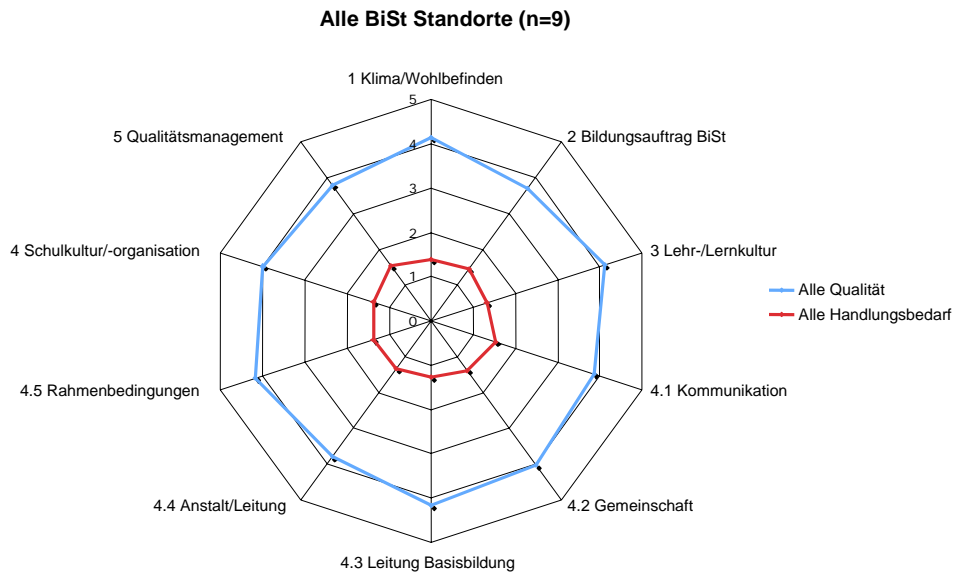 Alle BiSt Standorte (n=9)
1 Klima/Wohlbefinden
5
5 Qualitätsmanagement
2 Bildungsauftrag BiSt
4
3
2
4 Schulkultur/-organisation
3 Lehr-/Lernkultur
1
Alle Qualität
0
Alle Handlungsbedarf
4.5 Rahmenbedingungen
4.1 Kommunikation
4.4 Anstalt/Leitung
4.2 Gemeinschaft
4.3 Leitung Basisbildung